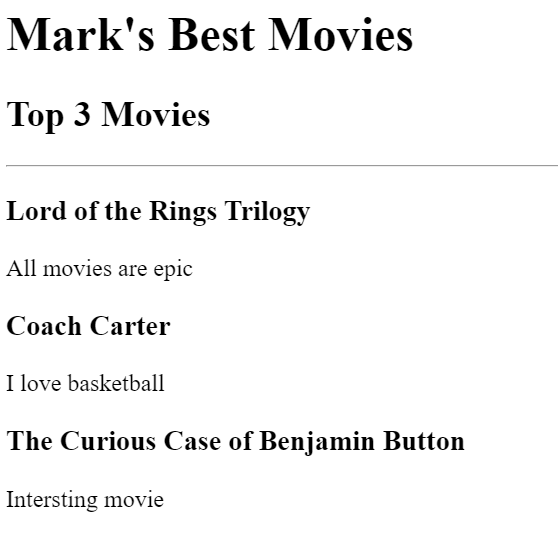 Mark's Best Movies
Top 3 Movies
Lord of the Rings Trilogy
All movies are epic
Coach Carter
I love basketball
The Curious Case of Benjamin Button
Intersting movie